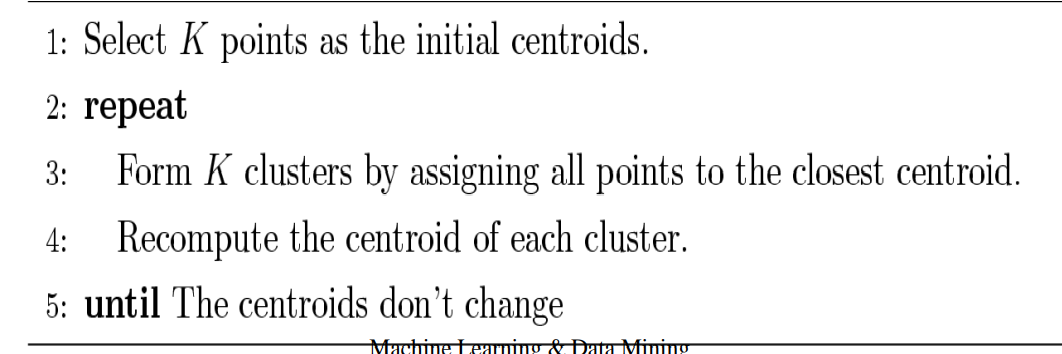 1: Select K points as the initial centroids.
2: repeat
3: Form K clusters by assigning all points to the closest centroid.
4: Recompute the centroid of each cluster.
5: until The centroids don't change
Machine Learning & Data Mining